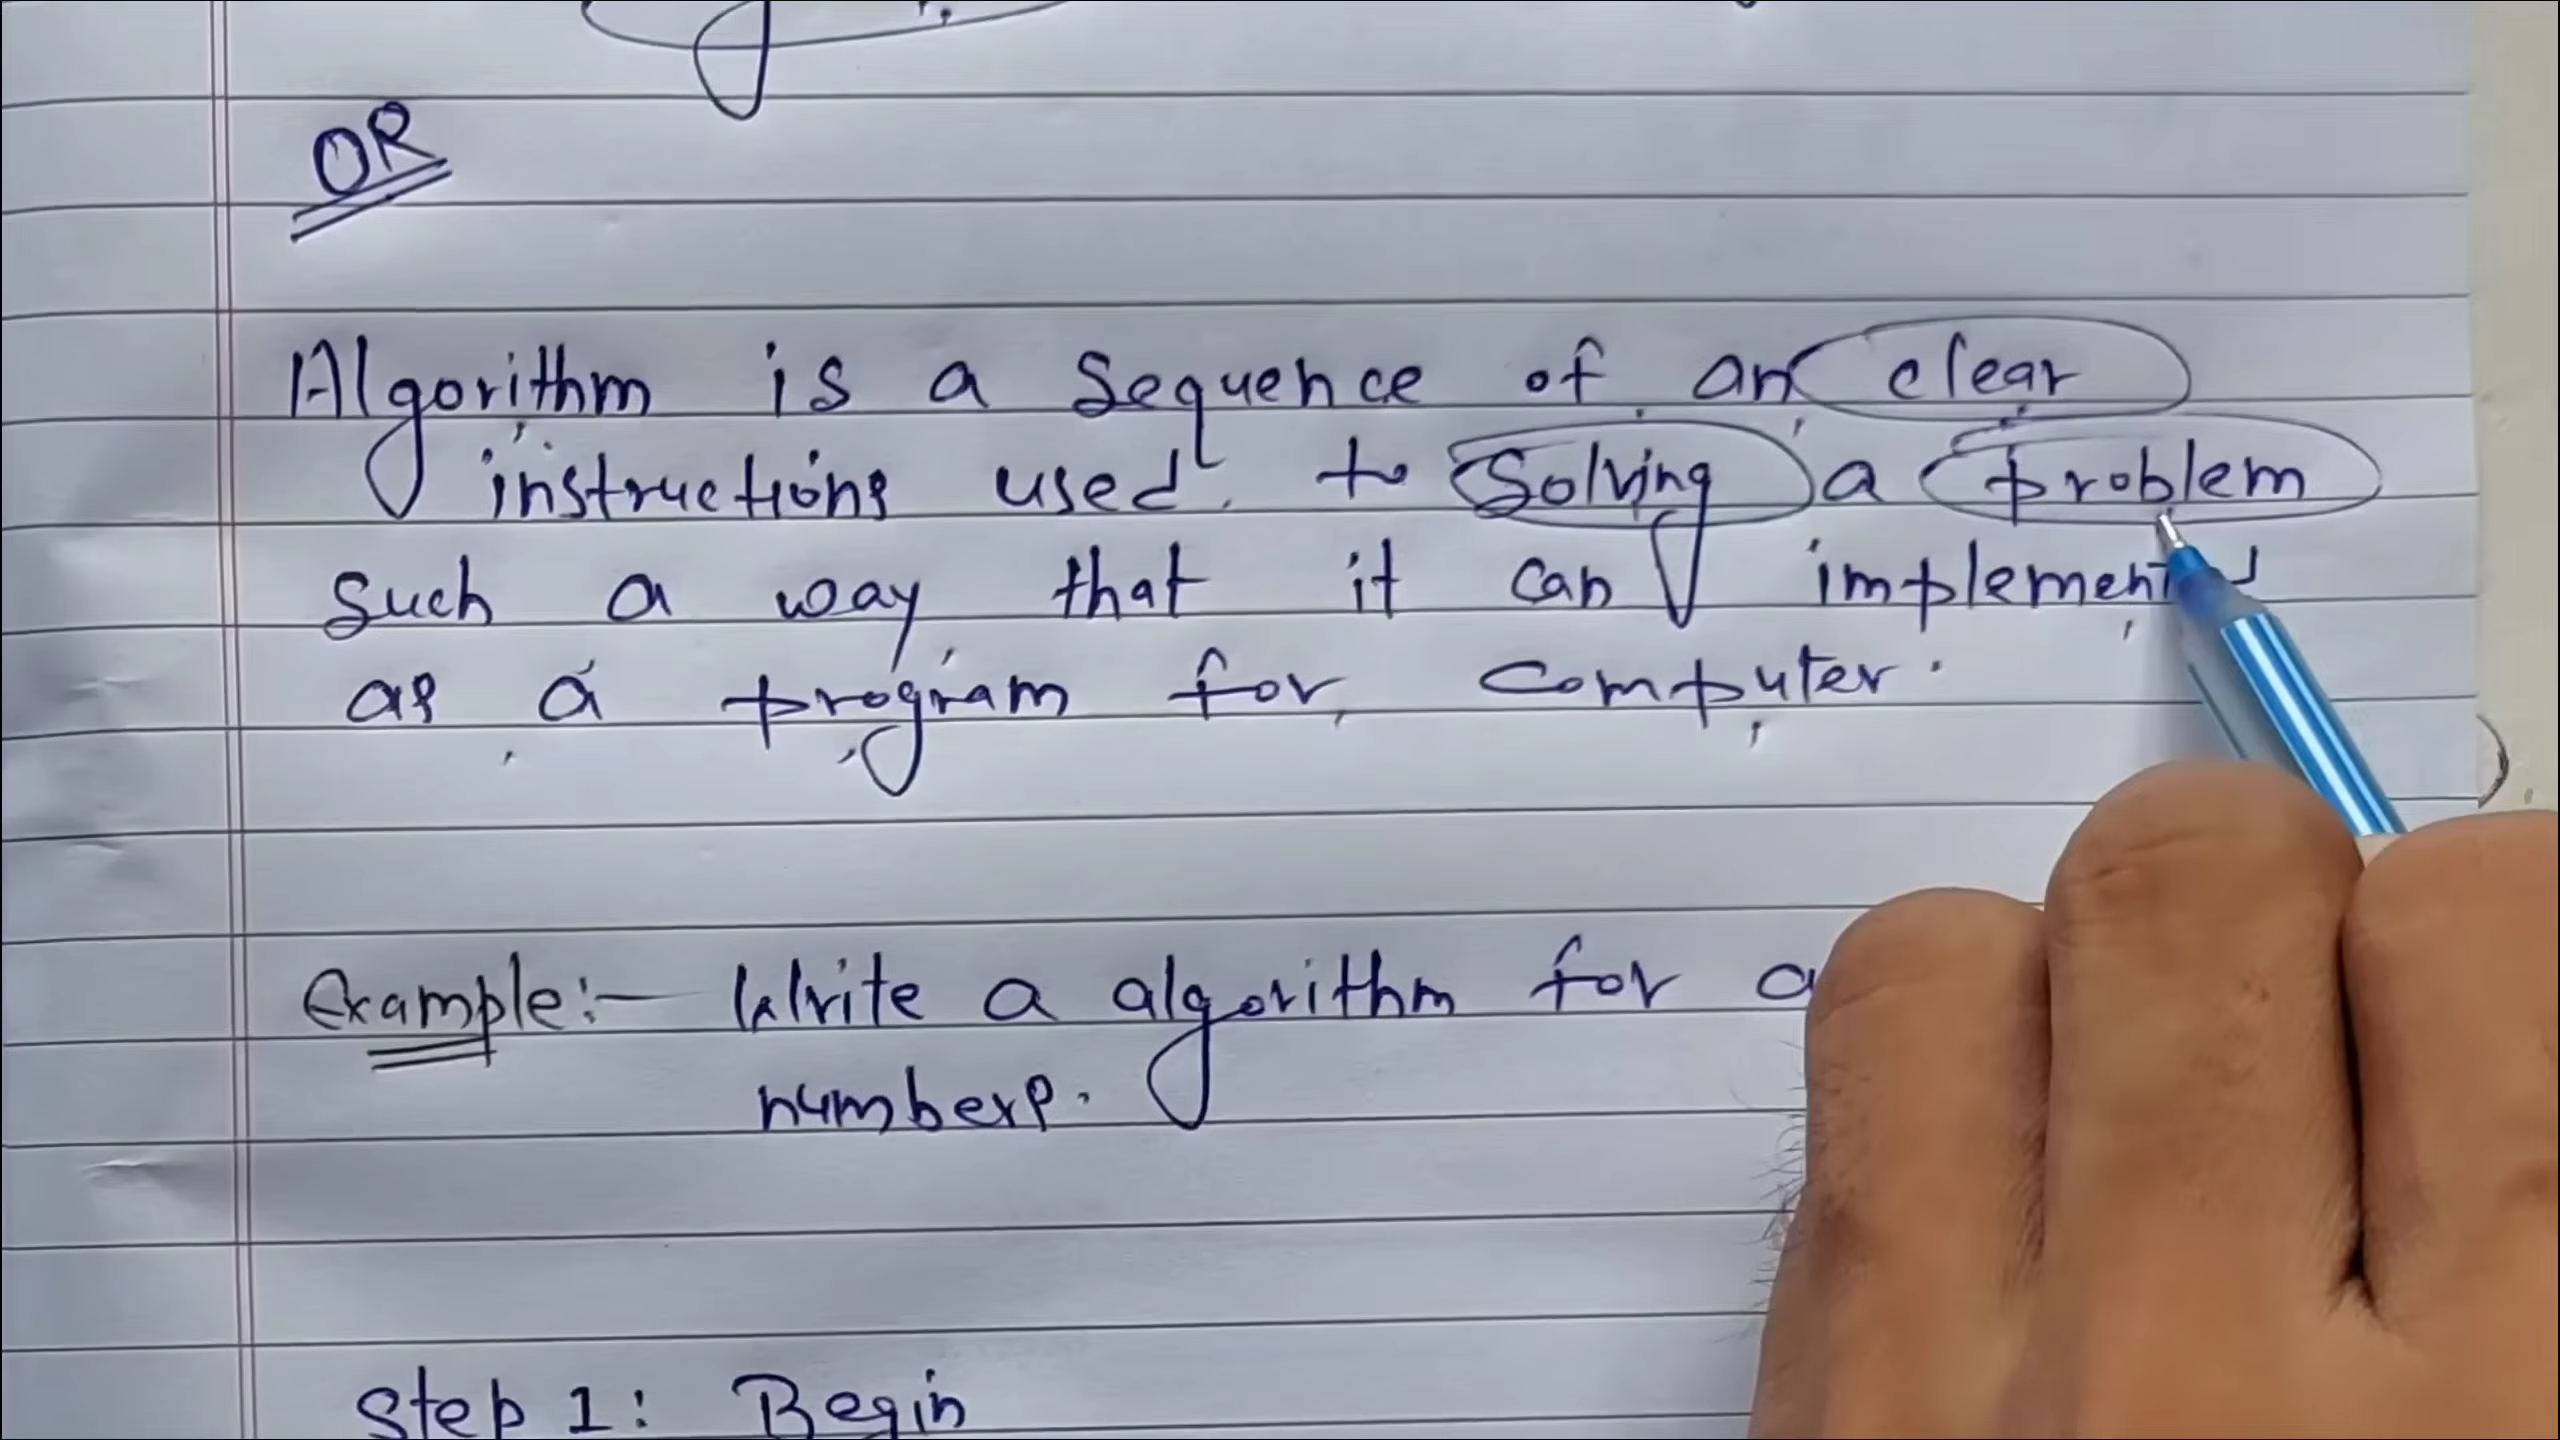 OR
Algorithm is a sequence of an clear
instructions used to Solving a problem
such a way that it can
as a program for computer.
Example:- Write a algorithm for
numbers.
Step 1: Begin